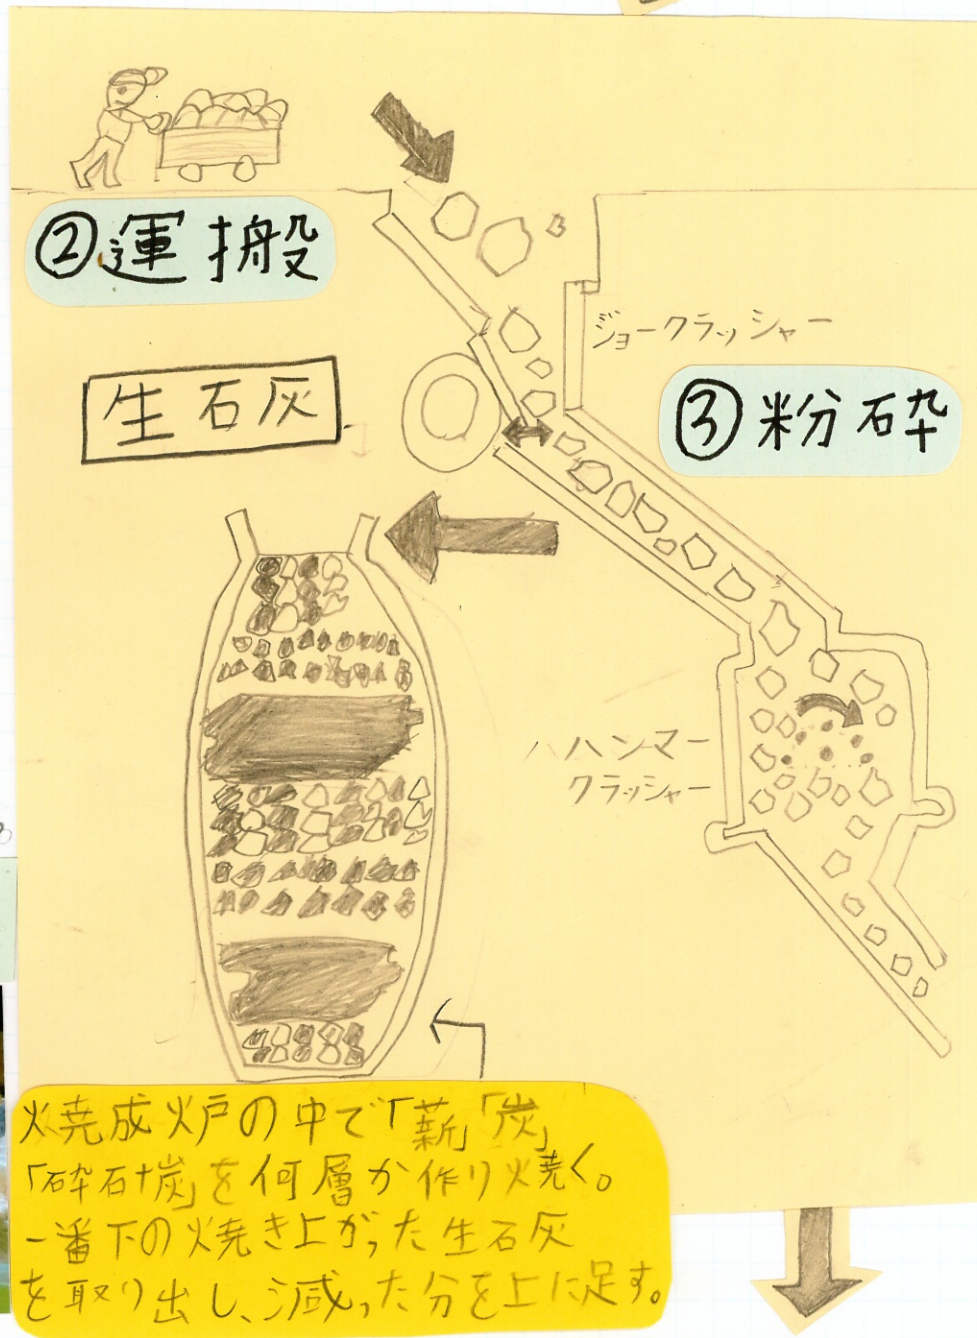 ②運搬
ジョークラッシャー
生石灰
③粉砕
ハンマー
クラッシャー
焼成炉の中で「薪」「炭」
「砕石+炭」を何層か作り焼く。
一番下の焼き上がった生石灰
を取り出し、減った分を上に足す。